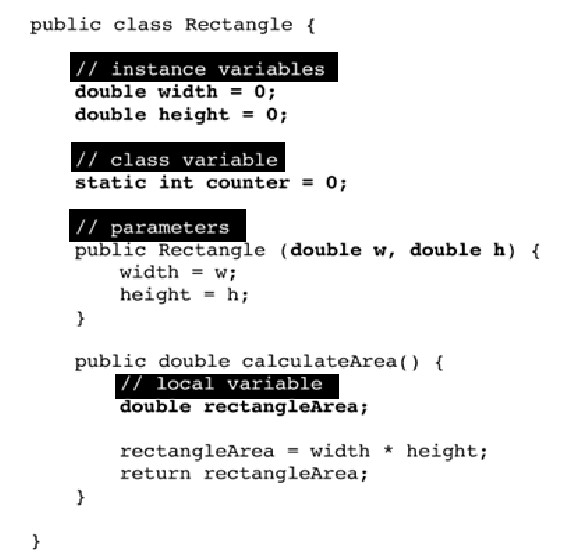 public class Rectangle {
// instance variables
double width = 0;
double height = 0;
// class variable
static int counter = 0;
// parameters
public Rectangle (double w, double h) {
width = w;
height = h;
}
public double calculateArea() {
// local variable
double rectangleArea;
rectangleArea = width * height;
return rectangleArea;
}
}